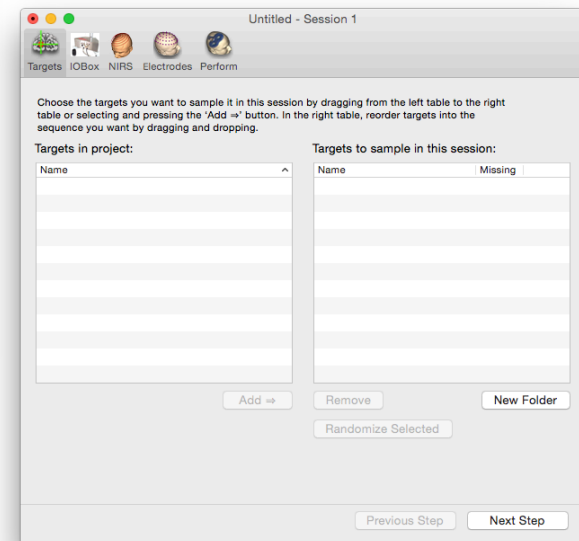 Untitled - Session 1
Targets IOBox NIRS Electrodes Perform
Choose the targets you want to sample it in this session by dragging from the left table to the right
table or selecting and pressing the 'Add ⇒' button. In the right table, reorder targets into the
sequence you want by dragging and dropping.
Targets in project: Targets to sample in this session:
Name Name Missing
Add ⇒ Remove New Folder
Randomize Selected
Previous Step Next Step